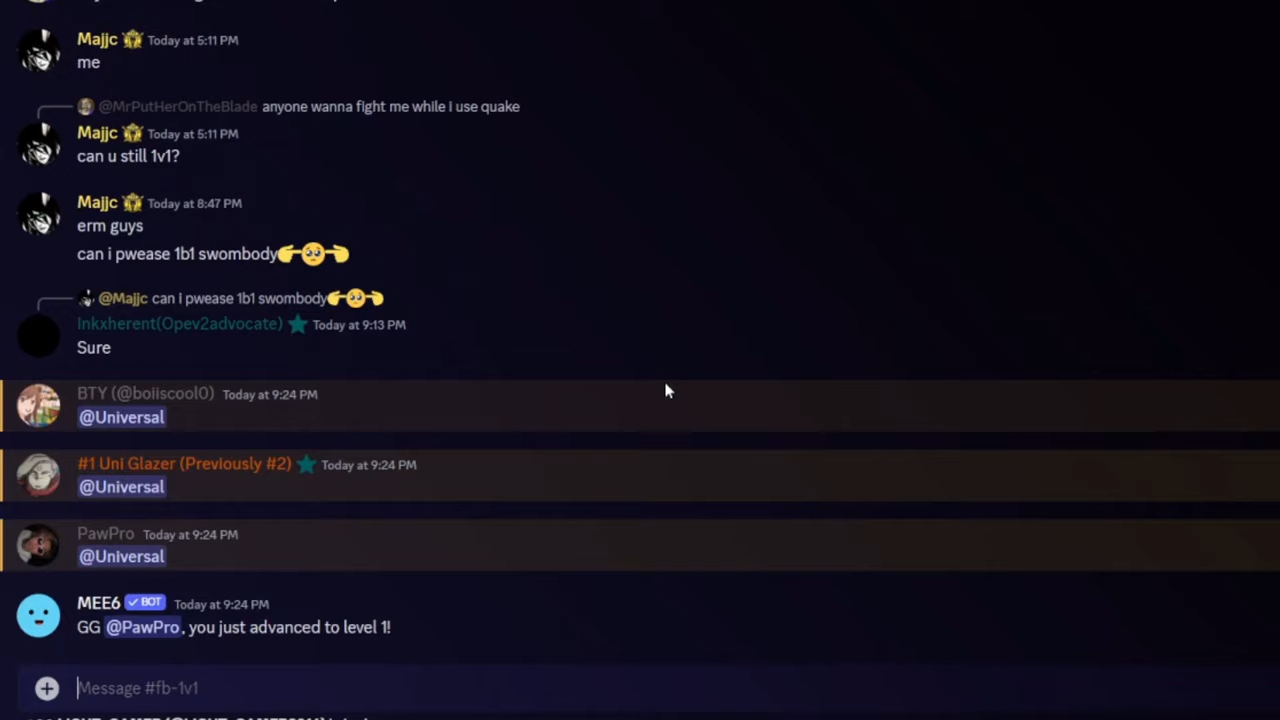 Majjc Today at 5:11 PM
me
@MrPutHerOnTheBlade anyone wanna fight me while i use quake
Majjc Today at 5:11 PM
can u still 1v1?
Majjc Today at 8:47 PM
erm guys
can i pwease 1b1 swombody👉🥺👈
@Majjc can i pwease 1b1 swombody👉🥺👈
Inkxherent(Opev2advocate) Today at 9:13 PM
Sure
BTY (@boiiscool0) Today at 9:24 PM
@Universal
#1 Uni Glazer (Previously #2) Today at 9:24 PM
@Universal
PawPro Today at 9:24 PM
@Universal
MEE6 ✓ BOT Today at 9:24 PM
GG @PawPro, you just advanced to level 1!
Message #fb-1v1